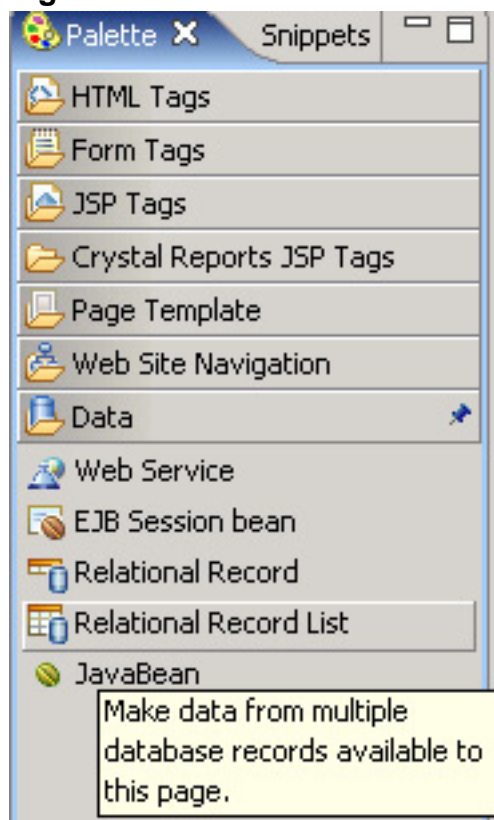 Palette Snippets
HTML Tags
Form Tags
JSP Tags
Crystal Reports JSP Tags
Page Template
Web Site Navigation
Data
Web Service
EJB Session bean
Relational Record
Relational Record List
JavaBean
Make data from multiple
database records available to
this page.